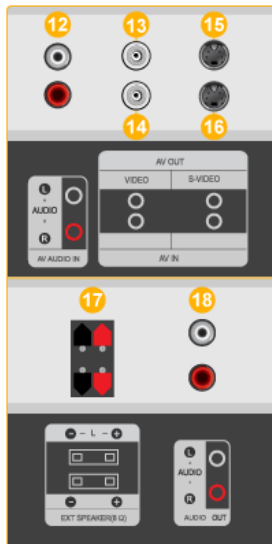 12 13 15
14 16
AV OUT
VIDEO S-VIDEO
L
AUDIO
R
AV AUDIO IN
AV IN
17 18
- L +
- +
EXT SPEAKER(8 Ω)
L
AUDIO
R
AUDIO OUT